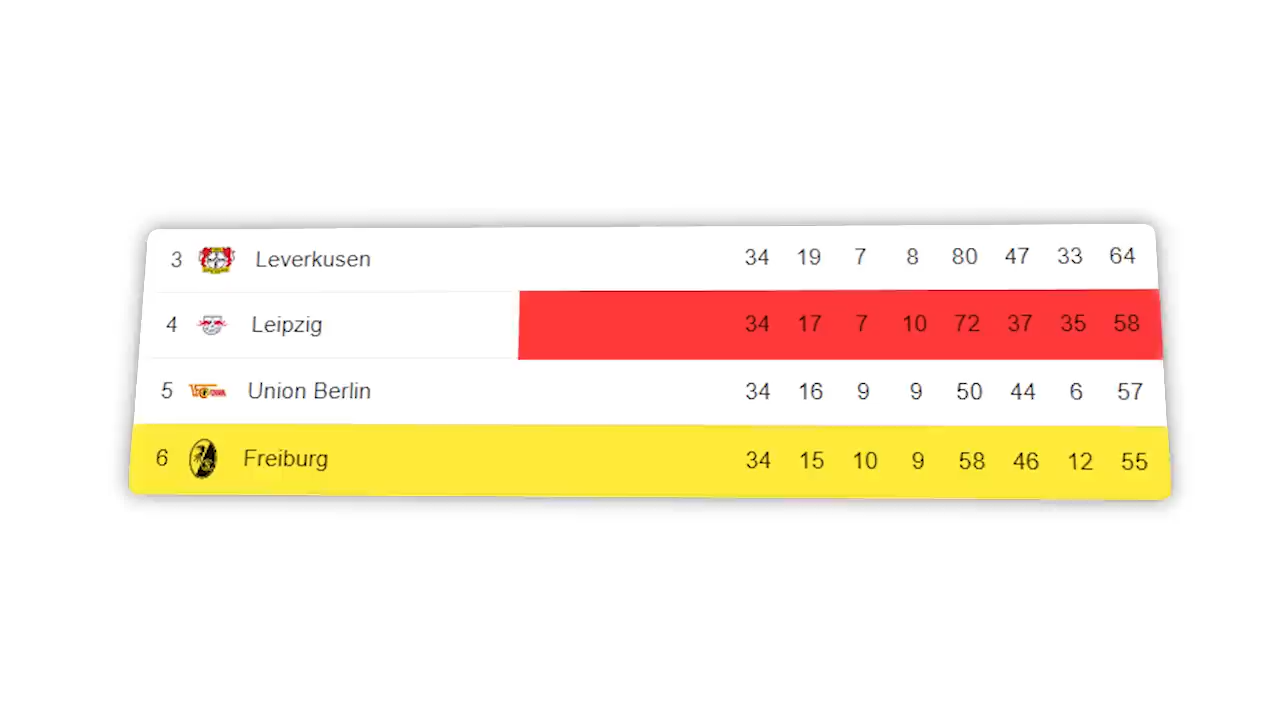 3 Leverkusen 34 19 7 8 80 47 33 64
4 Leipzig 34 17 7 10 72 37 35 58
5 Union Berlin 34 16 9 9 50 44 6 57
6 Freiburg 34 15 10 9 58 46 12 55